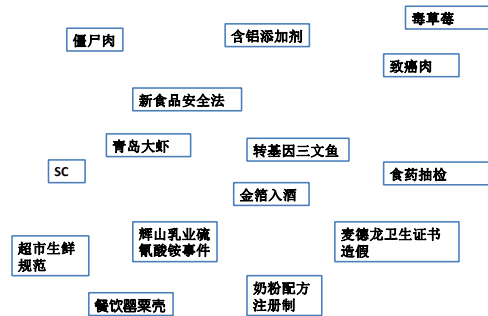 毒草莓
僵尸肉
含铝添加剂
致癌肉
新食品安全法
青岛大虾
转基因三文鱼
SC
食药抽检
金箔入酒
超市生鲜
规范
辉山乳业硫
氰酸铵事件
麦德龙卫生证书
造假
餐饮罂粟壳
奶粉配方
注册制